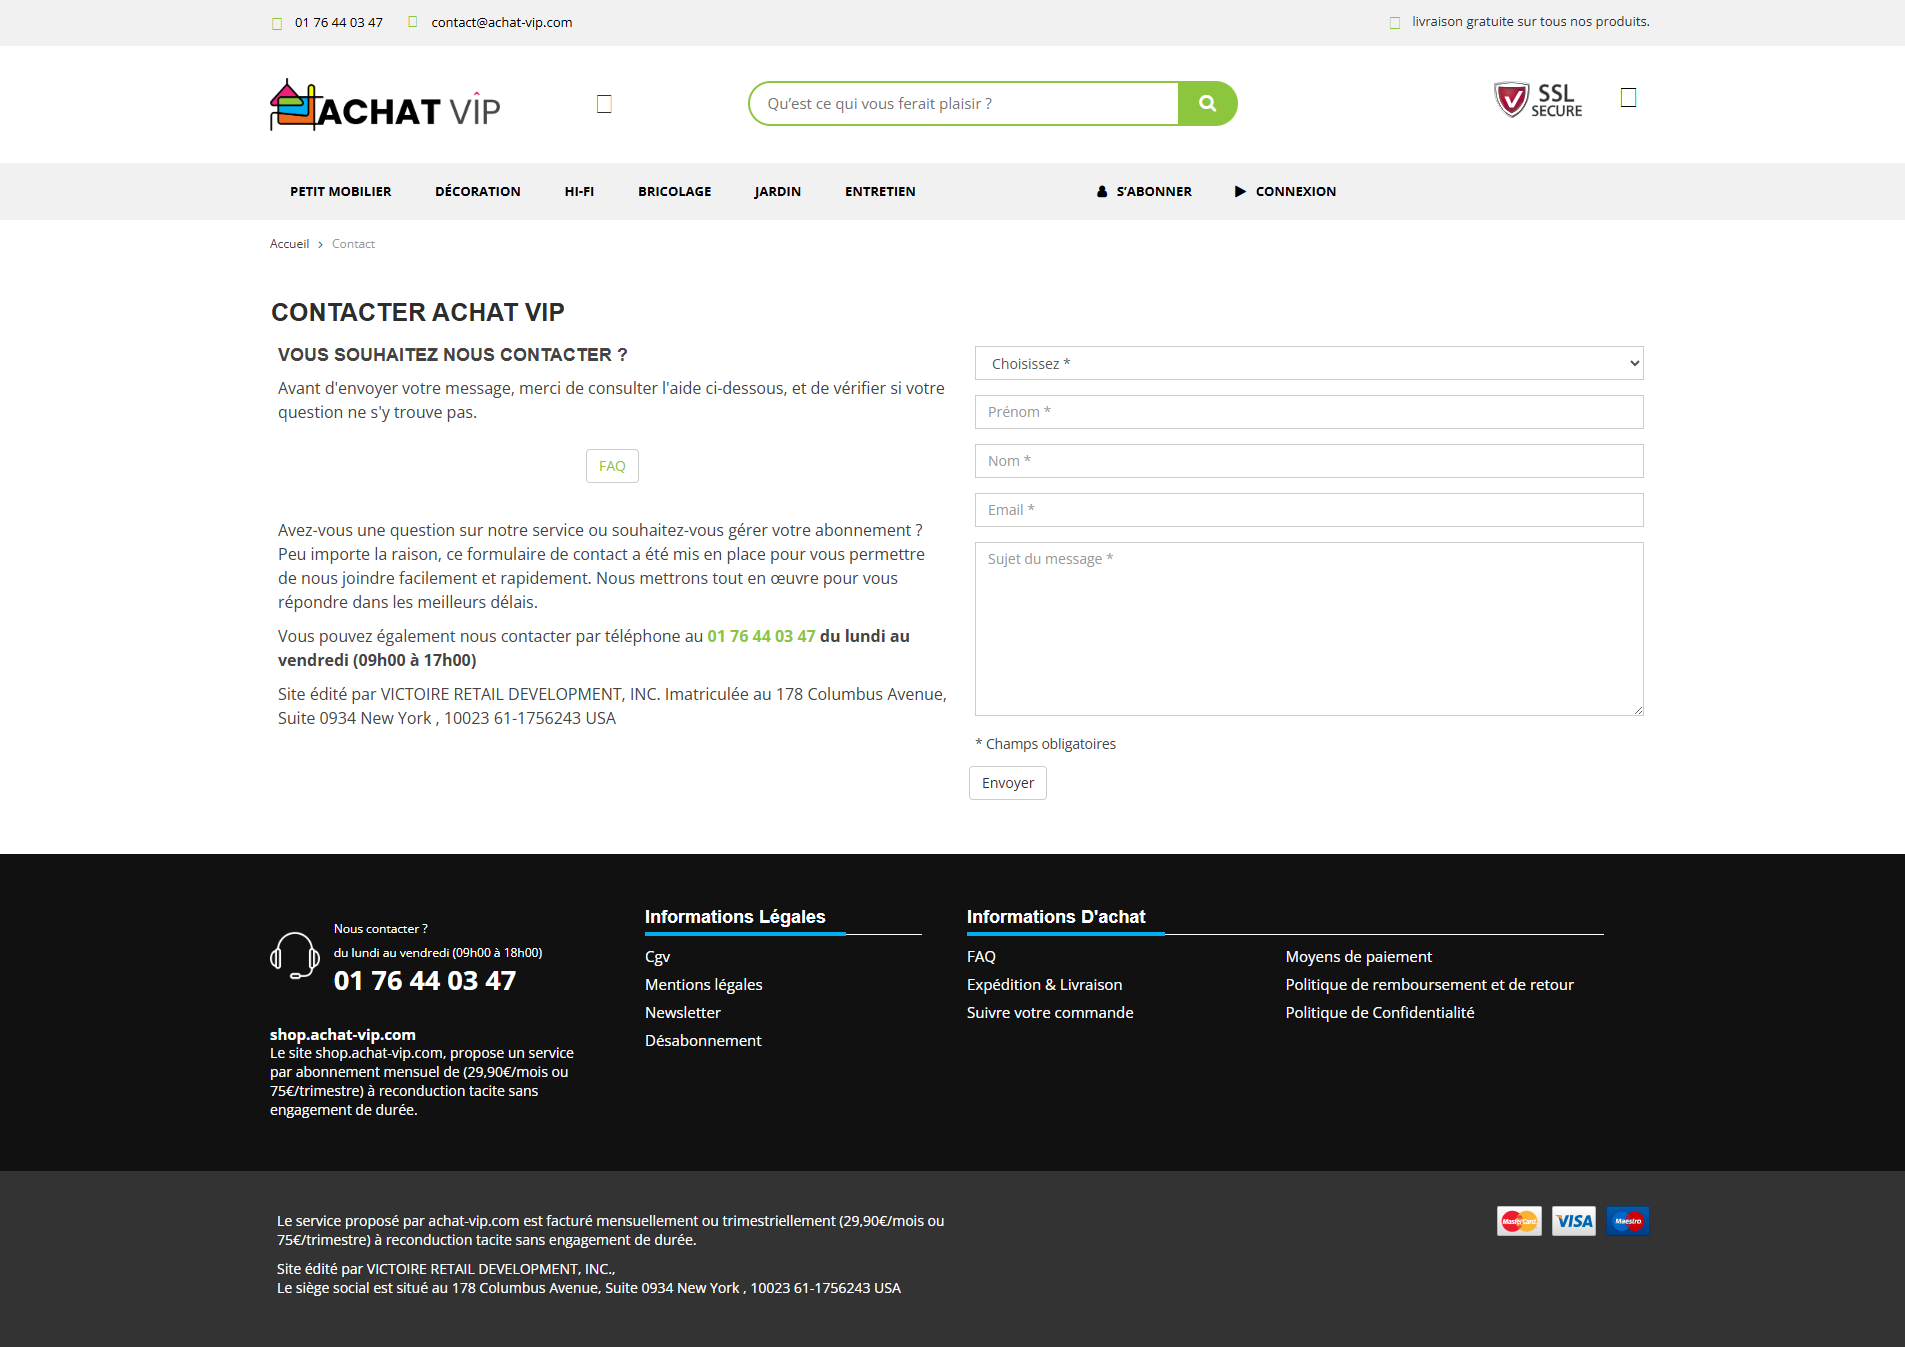 01 76 44 03 47 contact@achat-vip.com livraison gratuite sur tous nos produits.
ACHAT VIP
Qu’est ce qui vous ferait plaisir ?
SSL
SECURE
PETIT MOBILIER DÉCORATION HI-FI BRICOLAGE JARDIN ENTRETIEN S’ABONNER CONNEXION
Accueil > Contact
CONTACTER ACHAT VIP
VOUS SOUHAITEZ NOUS CONTACTER ?
Avant d'envoyer votre message, merci de consulter l'aide ci-dessous, et de vérifier si votre
question ne s'y trouve pas.
FAQ
Avez-vous une question sur notre service ou souhaitez-vous gérer votre abonnement ?
Peu importe la raison, ce formulaire de contact a été mis en place pour vous permettre
de nous joindre facilement et rapidement. Nous mettrons tout en œuvre pour vous
répondre dans les meilleurs délais.
Vous pouvez également nous contacter par téléphone au 01 76 44 03 47 du lundi au
vendredi (09h00 à 17h00)
Site édité par VICTOIRE RETAIL DEVELOPMENT, INC. Imatriculée au 178 Columbus Avenue,
Suite 0934 New York , 10023 61-1756243 USA
Choisissez *
Prénom *
Nom *
Email *
Sujet du message *
* Champs obligatoires
Envoyer
Nous contacter ?
du lundi au vendredi (09h00 à 18h00)
01 76 44 03 47
shop.achat-vip.com
Le site shop.achat-vip.com, propose un service
par abonnement mensuel de (29,90€/mois ou
75€/trimestre) à reconduction tacite sans
engagement de durée.
Informations Légales
Cgv
Mentions légales
Newsletter
Désabonnement
Informations D'achat
FAQ
Expédition & Livraison
Suivre votre commande
Moyens de paiement
Politique de remboursement et de retour
Politique de Confidentialité
Le service proposé par achat-vip.com est facturé mensuellement ou trimestriellement (29,90€/mois ou
75€/trimestre) à reconduction tacite sans engagement de durée.
Site édité par VICTOIRE RETAIL DEVELOPMENT, INC.,
Le siège social est situé au 178 Columbus Avenue, Suite 0934 New York , 10023 61-1756243 USA
MasterCard VISA Maestro